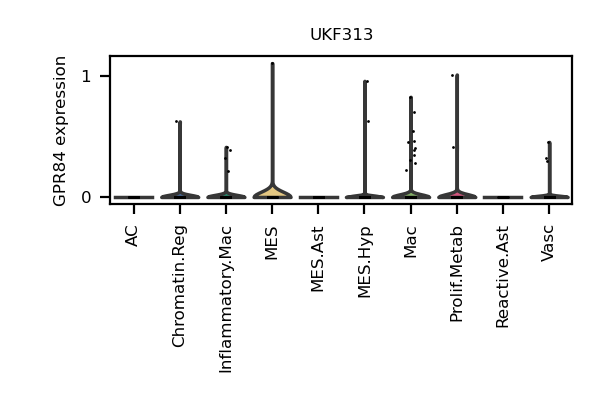 UKF313
GPR84 expression
1
0
AC
Chromatin.Reg
Inflammatory.Mac
MES
MES.Ast
MES.Hyp
Mac
Prolif.Metab
Reactive.Ast
Vasc